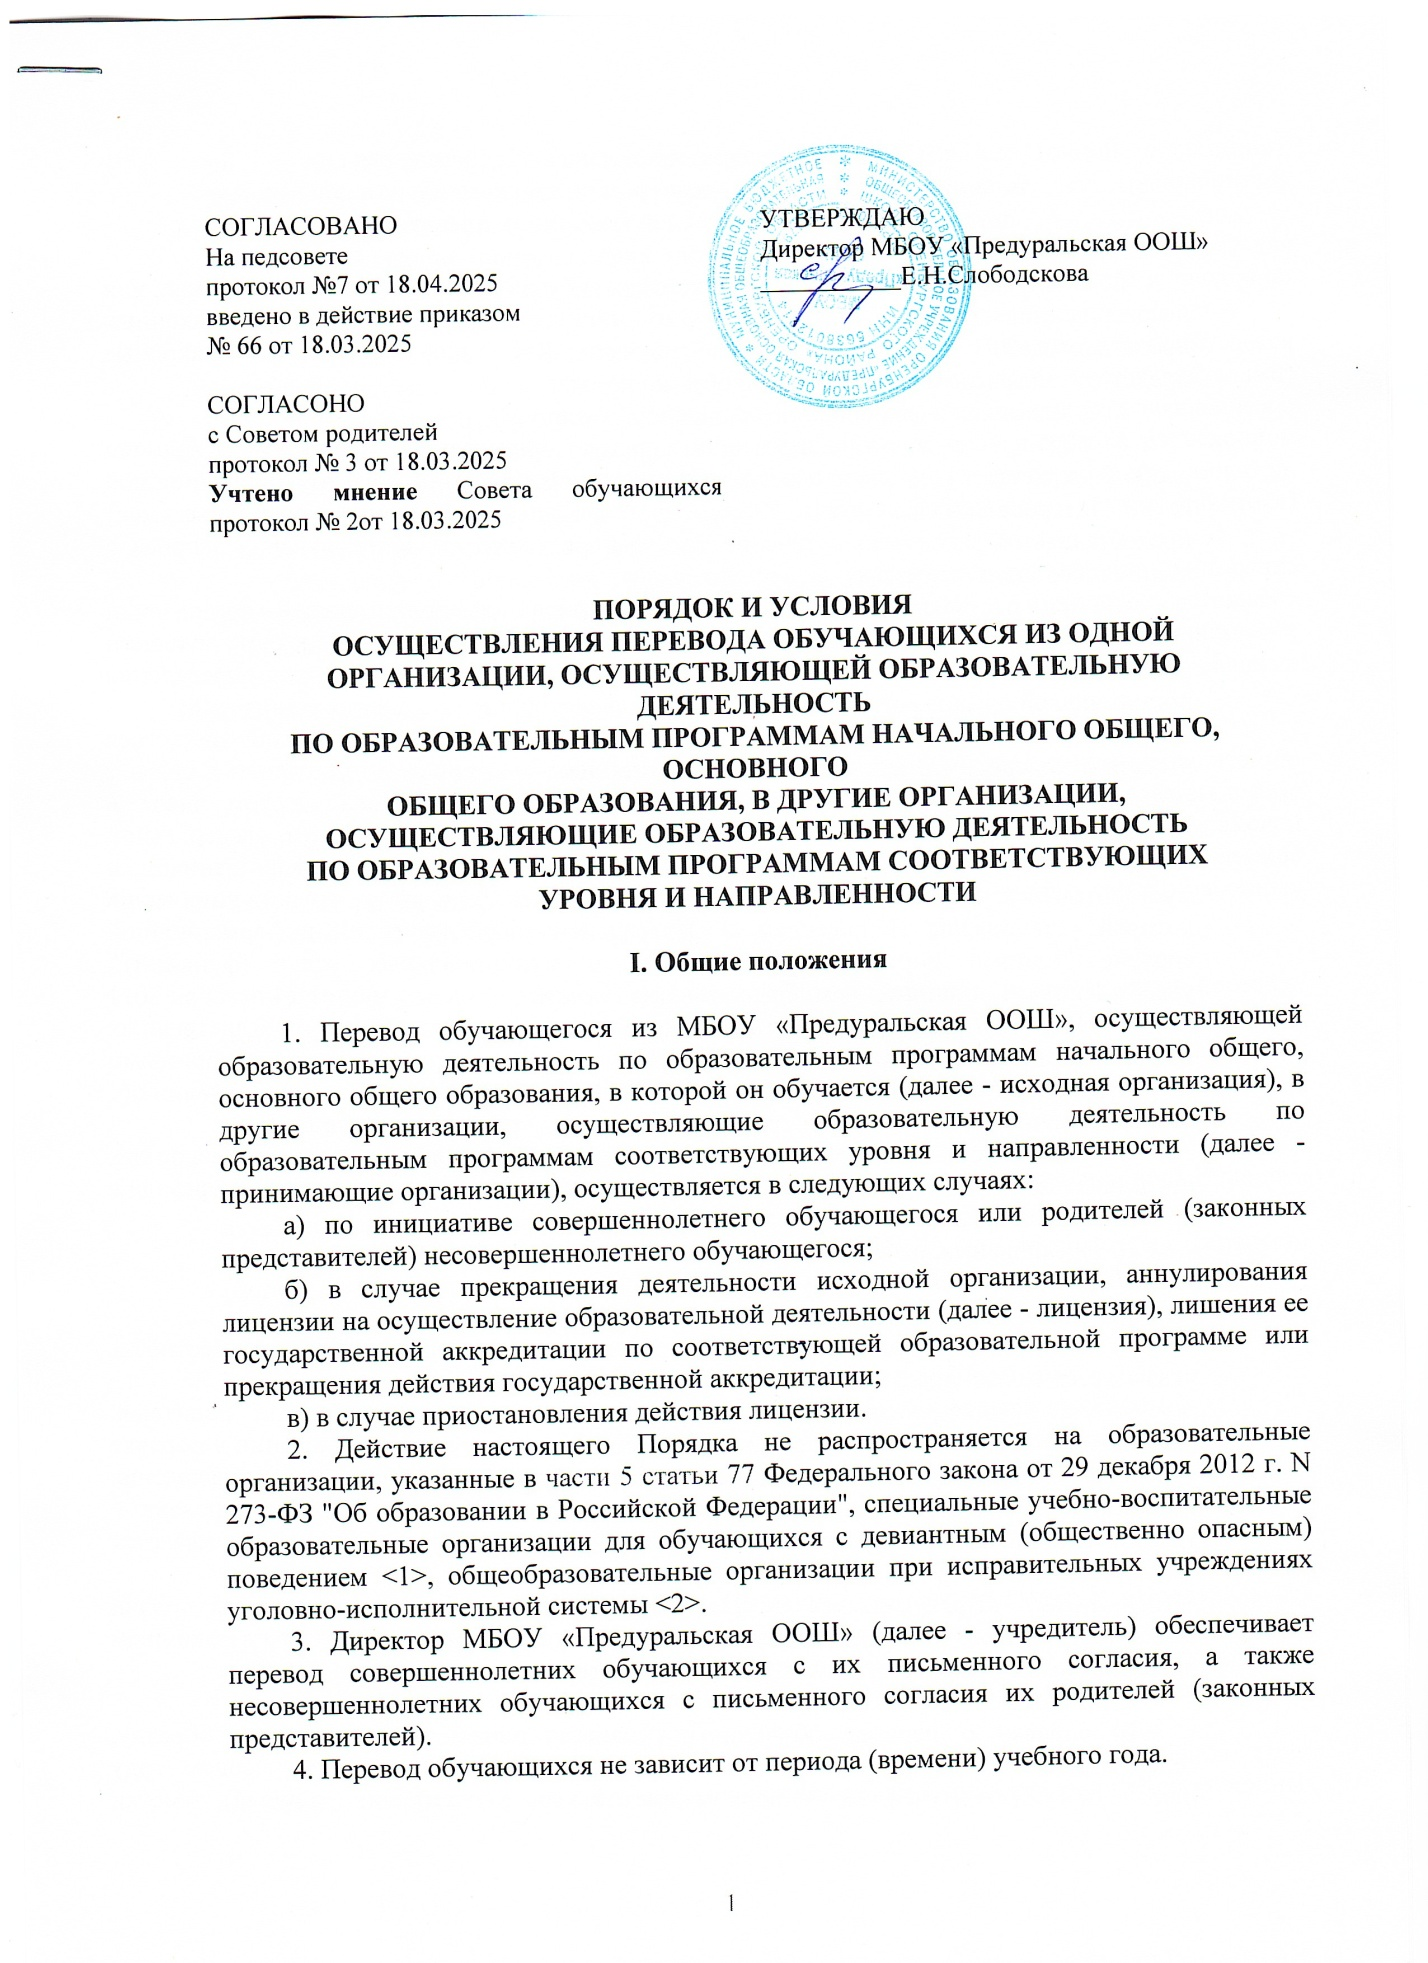 СОГЛАСОВАНО
На педсовете
протокол №7 от 18.04.2025
введено в действие приказом
№ 66 от 18.03.2025
УТВЕРЖДАЮ
Директор МБОУ «Предуральская ООШ»
___________Е.Н.Слободскова
СОГЛАСОНО
с Советом родителей
протокол № 3 от 18.03.2025
Учтено мнение Совета обучающихся
протокол № 2от 18.03.2025
ПОРЯДОК И УСЛОВИЯ
ОСУЩЕСТВЛЕНИЯ ПЕРЕВОДА ОБУЧАЮЩИХСЯ ИЗ ОДНОЙ
ОРГАНИЗАЦИИ, ОСУЩЕСТВЛЯЮЩЕЙ ОБРАЗОВАТЕЛЬНУЮ
ДЕЯТЕЛЬНОСТЬ
ПО ОБРАЗОВАТЕЛЬНЫМ ПРОГРАММАМ НАЧАЛЬНОГО ОБЩЕГО,
ОСНОВНОГО
ОБЩЕГО ОБРАЗОВАНИЯ, В ДРУГИЕ ОРГАНИЗАЦИИ,
ОСУЩЕСТВЛЯЮЩИЕ ОБРАЗОВАТЕЛЬНУЮ ДЕЯТЕЛЬНОСТЬ
ПО ОБРАЗОВАТЕЛЬНЫМ ПРОГРАММАМ СООТВЕТСТВУЮЩИХ
УРОВНЯ И НАПРАВЛЕННОСТИ
I. Общие положения
1. Перевод обучающегося из МБОУ «Предуральская ООШ», осуществляющей
образовательную деятельность по образовательным программам начального общего,
основного общего образования, в которой он обучается (далее - исходная организация), в
другие организации, осуществляющие образовательную деятельность по
образовательным программам соответствующих уровня и направленности (далее -
принимающие организации), осуществляется в следующих случаях:
а) по инициативе совершеннолетнего обучающегося или родителей (законных
представителей) несовершеннолетнего обучающегося;
б) в случае прекращения деятельности исходной организации, аннулирования
лицензии на осуществление образовательной деятельности (далее - лицензия), лишения ее
государственной аккредитации по соответствующей образовательной программе или
прекращения действия государственной аккредитации;
в) в случае приостановления действия лицензии.
2. Действие настоящего Порядка не распространяется на образовательные
организации, указанные в части 5 статьи 77 Федерального закона от 29 декабря 2012 г. N
273-ФЗ "Об образовании в Российской Федерации", специальные учебно-воспитательные
образовательные организации для обучающихся с девиантным (общественно опасным)
поведением <1>, общеобразовательные организации при исправительных учреждениях
уголовно-исполнительной системы <2>.
3. Директор МБОУ «Предуральская ООШ» (далее - учредитель) обеспечивает
перевод совершеннолетних обучающихся с их письменного согласия, а также
несовершеннолетних обучающихся с письменного согласия их родителей (законных
представителей).
4. Перевод обучающихся не зависит от периода (времени) учебного года.
1